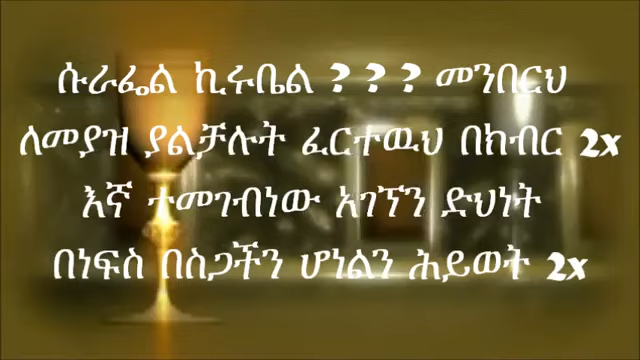 ሱራፌል ኪሩቤል ? ? ? መንበርህ
ለመያዝ ያልቻሉት ፈርተዉህ በክብር 2x
እኛ ተመገብነው አገኘን ድህነት
በነፍስ በስጋችን ሆነልን ሕይወት 2x